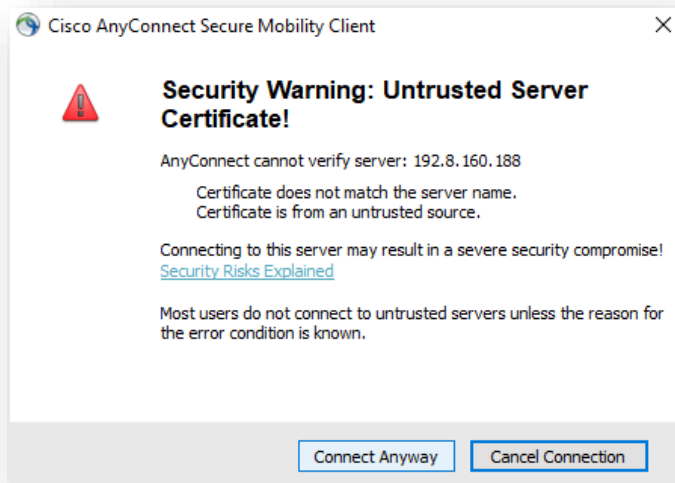 Cisco AnyConnect Secure Mobility Client
Security Warning: Untrusted Server
Certificate!
AnyConnect cannot verify server: 192.8.160.188
Certificate does not match the server name.
Certificate is from an untrusted source.
Connecting to this server may result in a severe security compromise!
Security Risks Explained
Most users do not connect to untrusted servers unless the reason for
the error condition is known.
Connect Anyway
Cancel Connection